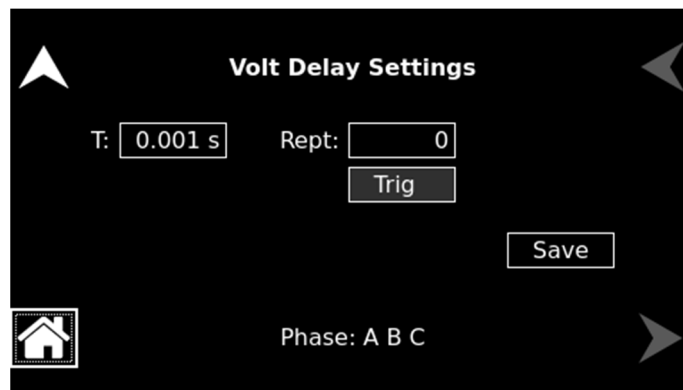 Volt Delay Settings
T: 0.001 s Rept: 0
Trig
Save
Phase: A B C